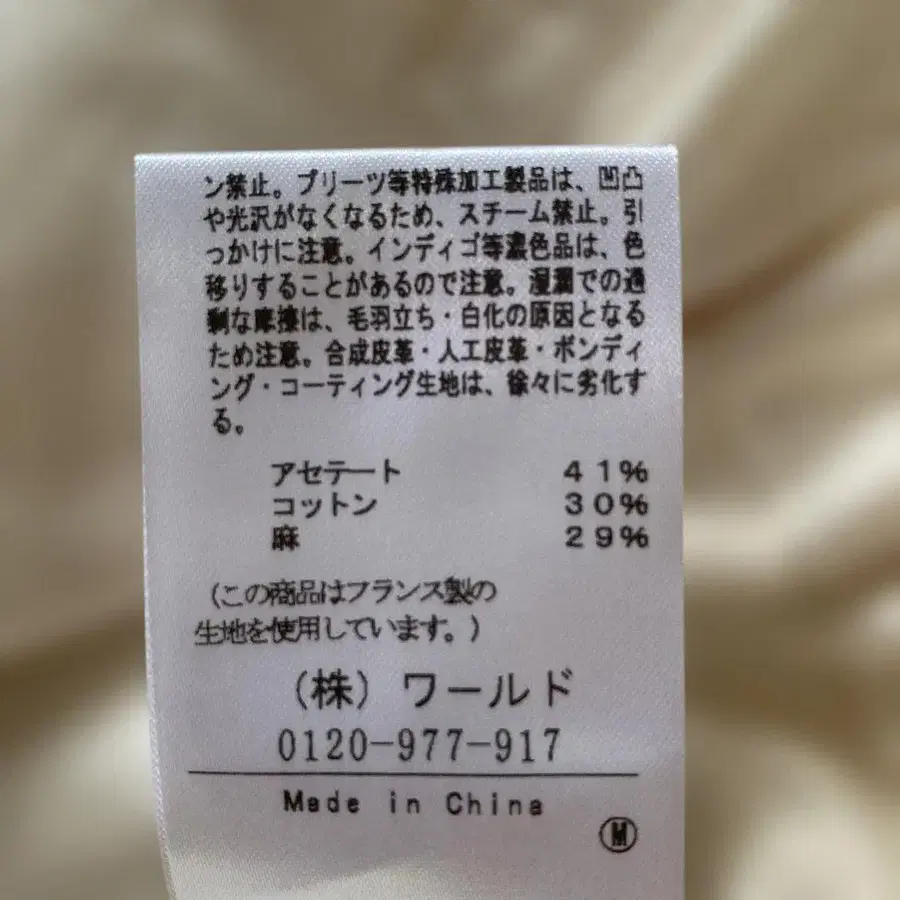 ン禁止。プリーツ等特殊加工製品は、凹凸
や光沢がなくなるため、スチーム禁止。引
っかけに注意。インディゴ等濃色品は、色
移りすることがあるので注意。湿潤での過
剰な摩擦は、毛羽立ち・白化の原因となる
ため注意。合成皮革・人工皮革・ボンディ
ング・コーティング生地は、徐々に劣化す
る。
アセテート 41%
コットン 30%
麻 29%
(この商品はフランス製の
生地を使用しています。)
(株) ワールド
0120-977-917
Made in China
M